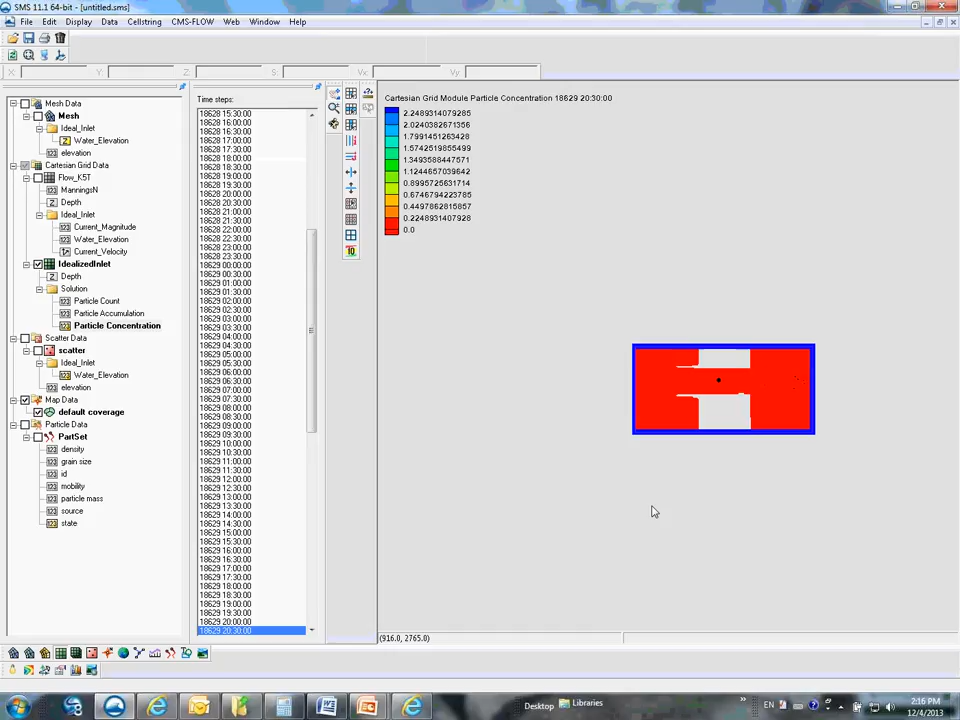 SMS 11.1 64-bit - [untitled.sms]
File Edit Display Data Cellstring CMS-FLOW Web Window Help
X: Y: Z: S: Vx: Vy:
Mesh Data
Mesh
Ideal_Inlet
Water_Elevation
elevation
Cartesian Grid Data
Flow_K5T
ManningsN
Depth
Ideal_Inlet
Current_Magnitude
Water_Elevation
Current_Velocity
IdealizedInlet
Depth
Solution
Particle Count
Particle Accumulation
Particle Concentration
Scatter Data
scatter
Ideal_Inlet
Water_Elevation
elevation
Map Data
default coverage
Particle Data
PartSet
density
grain size
id
mobility
particle mass
source
state
Time steps:
18628 15:30:00
18628 16:00:00
18628 16:30:00
18628 17:00:00
18628 17:30:00
18628 18:00:00
18628 18:30:00
18628 19:00:00
18628 19:30:00
18628 20:00:00
18628 20:30:00
18628 21:00:00
18628 21:30:00
18628 22:00:00
18628 22:30:00
18628 23:00:00
18628 23:30:00
18629 00:00:00
18629 00:30:00
18629 01:00:00
18629 01:30:00
18629 02:00:00
18629 02:30:00
18629 03:00:00
18629 03:30:00
18629 04:00:00
18629 04:30:00
18629 05:00:00
18629 05:30:00
18629 06:00:00
18629 06:30:00
18629 07:00:00
18629 07:30:00
18629 08:00:00
18629 08:30:00
18629 09:00:00
18629 09:30:00
18629 10:00:00
18629 10:30:00
18629 11:00:00
18629 11:30:00
18629 12:00:00
18629 12:30:00
18629 13:00:00
18629 13:30:00
18629 14:00:00
18629 14:30:00
18629 15:00:00
18629 15:30:00
18629 16:00:00
18629 16:30:00
18629 17:00:00
18629 17:30:00
18629 18:00:00
18629 18:30:00
18629 19:00:00
18629 19:30:00
18629 20:00:00
18629 20:30:00
Cartesian Grid Module Particle Concentration 18629 20:30:00
2.2489314079285
2.0240382671356
1.7991451263428
1.5742519855499
1.3493588447571
1.1244657039642
0.8995725631714
0.6746794223785
0.4497862815857
0.2248931407928
0.0
(916.0, 2765.0)
Desktop Libraries EN 2:16 PM
12/4/2013